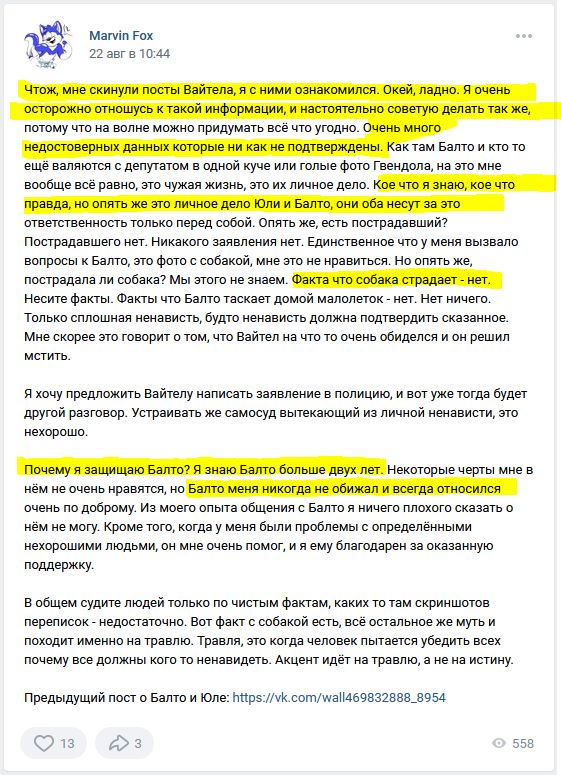 Marvin Fox
22 авг в 10:44
Чтож, мне скинули посты Вайтела, я с ними ознакомился. Окей, ладно. Я очень
осторожно отношусь к такой информации, и настоятельно советую делать так же,
потому что на волне можно придумать всё что угодно. Очень много
недостоверных данных которые ни как не подтверждены. Как там Балто и кто то
ещё валяются с депутатом в одной куче или голые фото Гвендола, на это мне
вообще всё равно, это чужая жизнь, это их личное дело. Кое что я знаю, кое что
правда, но опять же это личное дело Юли и Балто, они оба несут за это
ответственность только перед собой. Опять же, есть пострадавший?
Пострадавшего нет. Никакого заявления нет. Единственное что у меня вызвало
вопросы к Балто, это фото с собакой, мне это не нравиться. Но опять же,
пострадала ли собака? Мы этого не знаем. Факта что собака страдает - нет.
Несите факты. Факты что Балто таскает домой малолеток - нет. Нет ничего.
Только сплошная ненависть, будто ненависть должна подтвердить сказанное.
Мне скорее это говорит о том, что Вайтел на что то очень обиделся и он решил
мстить.
Я хочу предложить Вайтелу написать заявление в полицию, и вот уже тогда будет
другой разговор. Устраивать же самосуд вытекающий из личной ненависти, это
нехорошо.
Почему я защищаю Балто? Я знаю Балто больше двух лет. Некоторые черты мне в
нём не очень нравятся, но Балто меня никогда не обижал и всегда относился
очень по доброму. Из моего опыта общения с Балто я ничего плохого сказать о
нём не могу. Кроме того, когда у меня были проблемы с определёнными
нехорошими людьми, он мне очень помог, и я ему благодарен за оказанную
поддержку.
В общем судите людей только по чистым фактам, каких то там скриншотов
переписок - недостаточно. Вот факт с собакой есть, всё остальное же муть и
походит именно на травлю. Травля, это когда человек пытается убедить всех
почему все должны кого то ненавидеть. Акцент идёт на травлю, а не на истину.
Предыдущий пост о Балто и Юле: https://vk.com/wall469832888_8954
13
3
558